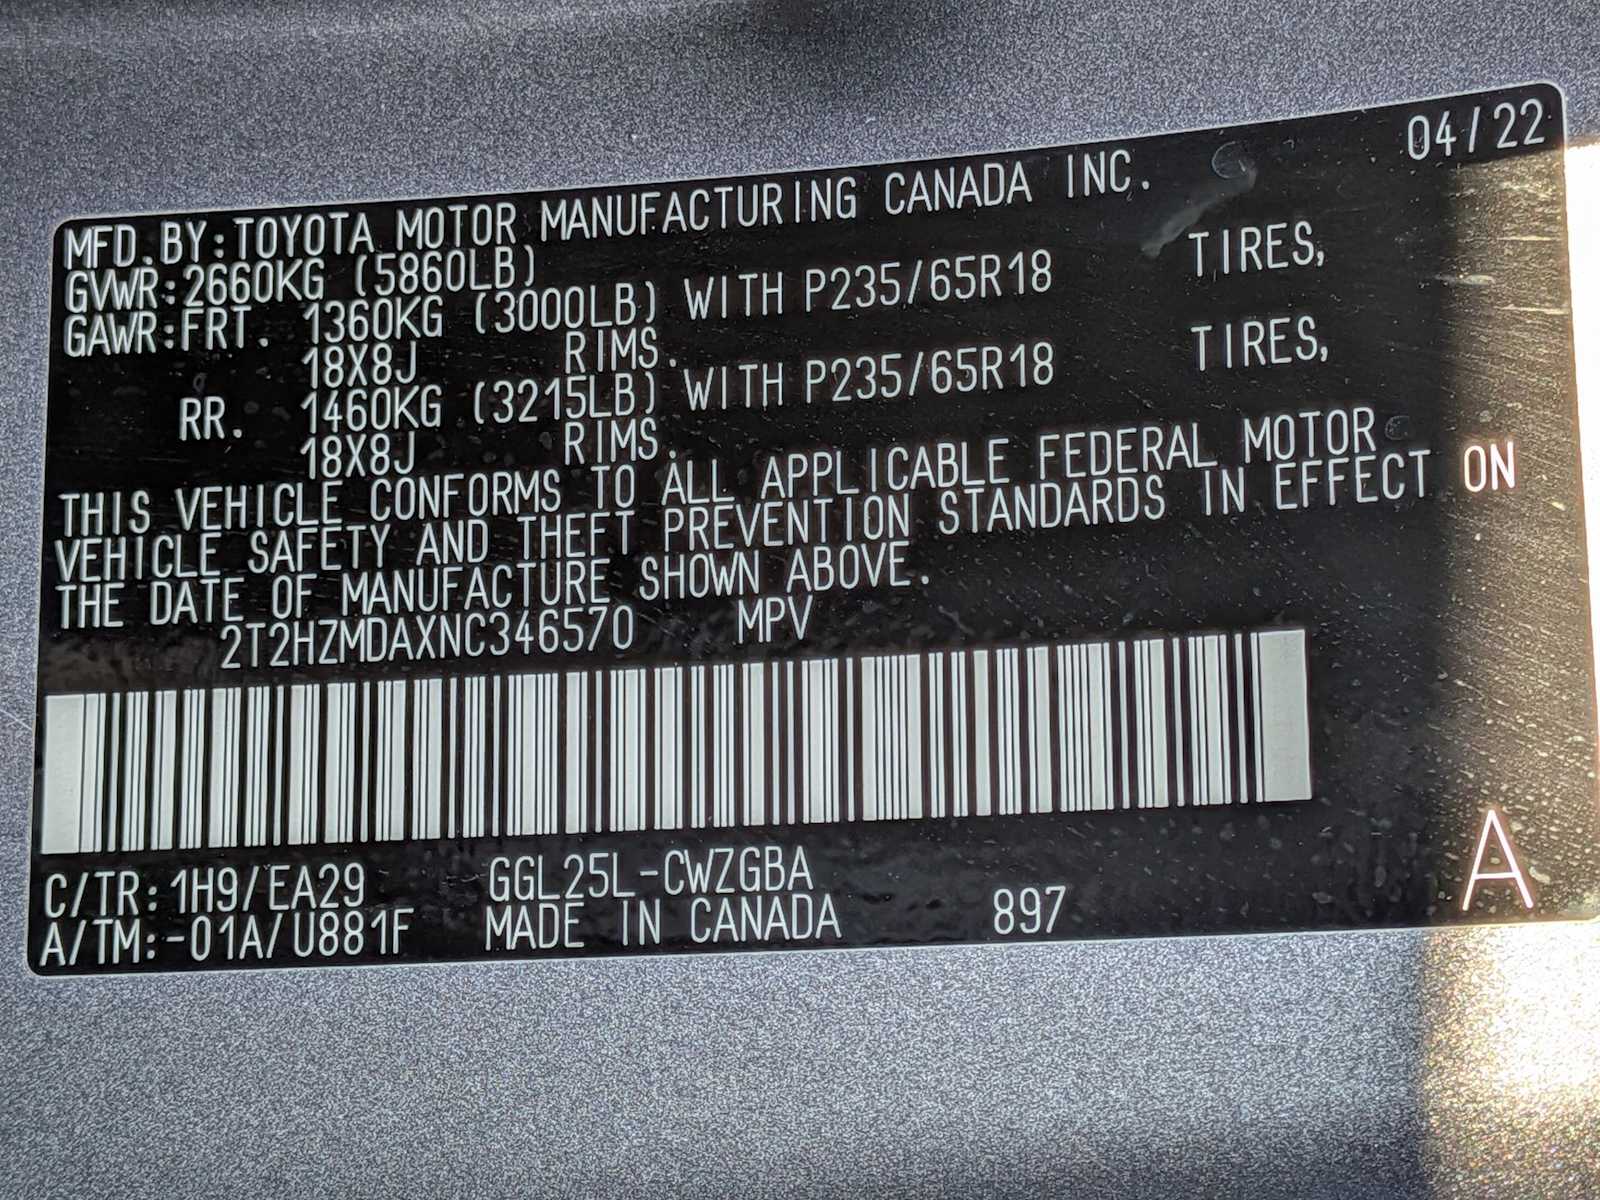 04/22
MFD.BY:TOYOTA MOTOR MANUFACTURING CANADA INC.
GVWR:2660KG (5860LB)
GAWR:FRT. 1360KG (3000LB) WITH P235/65R18 TIRES,
18X8J RIMS.
RR. 1460KG (3215LB) WITH P235/65R18 TIRES,
18X8J RIMS.
THIS VEHICLE CONFORMS TO ALL APPLICABLE FEDERAL MOTOR
VEHICLE SAFETY AND THEFT PREVENTION STANDARDS IN EFFECT ON
THE DATE OF MANUFACTURE SHOWN ABOVE.
2T2HZMDAXNC346570 MPV
C/TR:1H9/EA29 GGL25L-CWZGBA
A/TM:-01A/U881F MADE IN CANADA 897
A